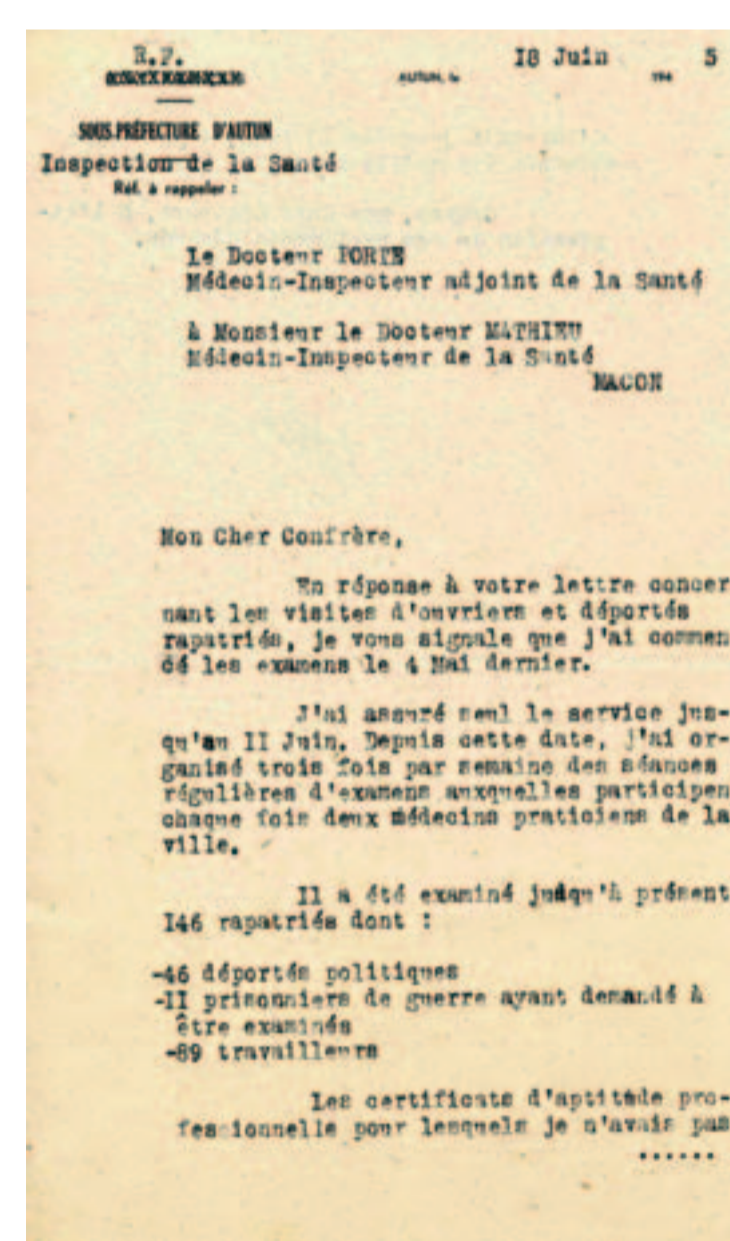 R.F. 18 Juin 5
AUTUN, le 194
SOUS-PRÉFECTURE D'AUTUN
Inspection de la Santé
Réf. à rappeler :
Le Docteur PORTE
Médecin-Inspecteur adjoint de la Santé
à Monsieur le Docteur MATHIEU
Médecin-Inspecteur de la Santé
MACON
Mon Cher Confrère,
En réponse à votre lettre concer
nant les visites d'ouvriers et déportés
rapatriés, je vous signale que j'ai commen
cé les examens le 4 Mai dernier.
J'ai assuré seul le service jus-
qu'au II Juin. Depuis cette date, j'ai or-
ganisé trois fois par semaine des séances
régulières d'examens auxquelles participen
chaque fois deux médecins praticiens de la
ville.
Il a été examiné jusqu'à présent
I46 rapatriés dont :
-46 déportés politiques
-II prisonniers de guerre ayant demandé à
être examinés
-89 travailleurs
Les certificats d'aptitude pro-
fessionnelle pour lesquels je n'avais pas
......